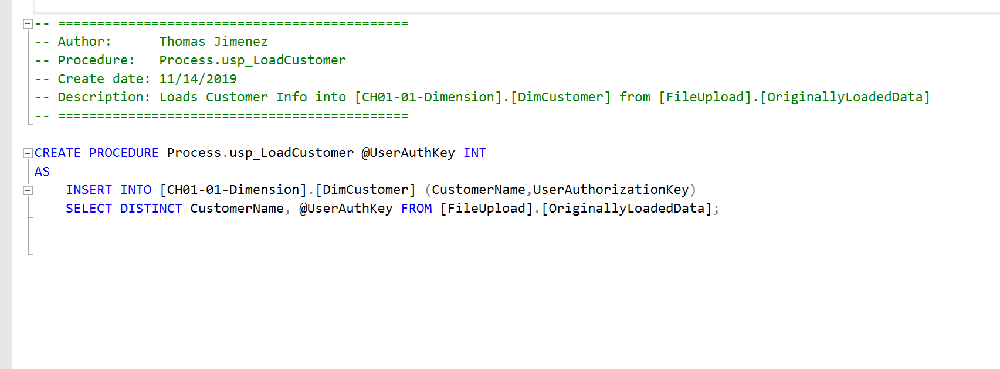 -- =============================================
-- Author:      Thomas Jimenez
-- Procedure:   Process.usp_LoadCustomer
-- Create date: 11/14/2019
-- Description: Loads Customer Info into [CH01-01-Dimension].[DimCustomer] from [FileUpload].[OriginallyLoadedData]
-- =============================================
CREATE PROCEDURE Process.usp_LoadCustomer @UserAuthKey INT
AS
    INSERT INTO [CH01-01-Dimension].[DimCustomer] (CustomerName,UserAuthorizationKey)
    SELECT DISTINCT CustomerName, @UserAuthKey FROM [FileUpload].[OriginallyLoadedData];